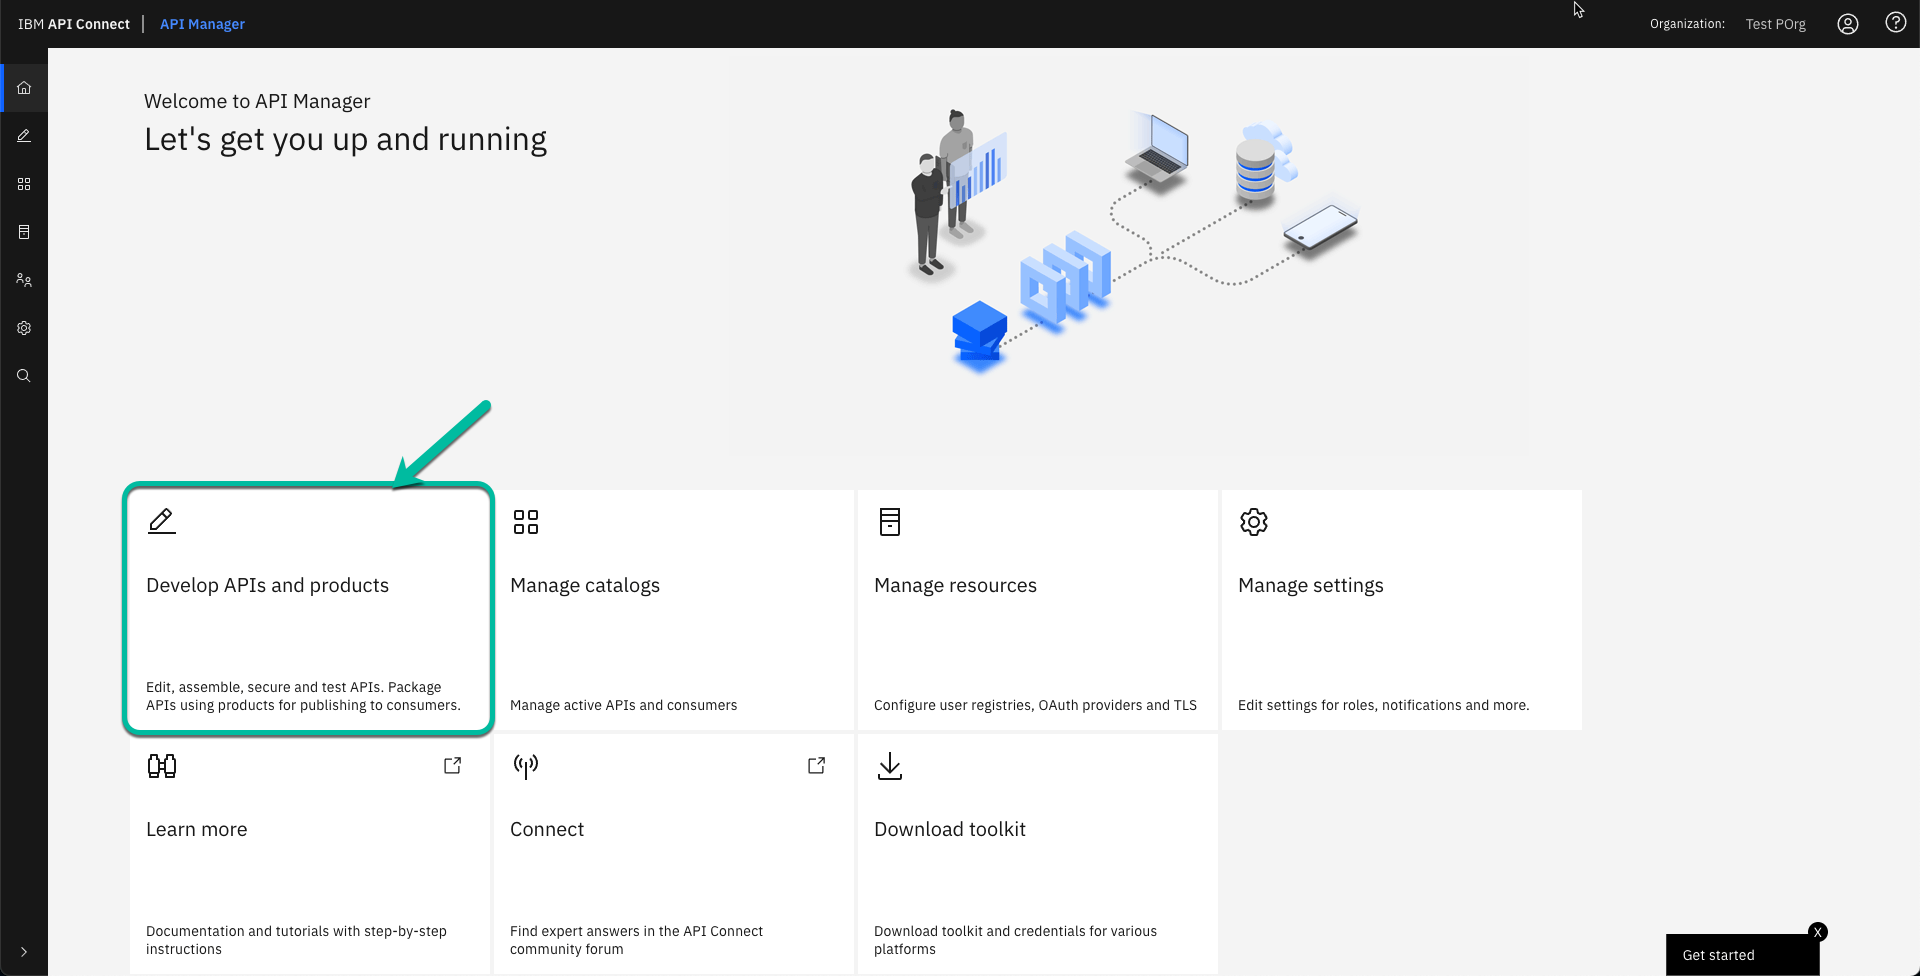 IBM API Connect | API Manager
Organization: Test POrg
Welcome to API Manager
Let's get you up and running
Develop APIs and products
Edit, assemble, secure and test APIs. Package
APIs using products for publishing to consumers.
Manage catalogs
Manage active APIs and consumers
Manage resources
Configure user registries, OAuth providers and TLS
Manage settings
Edit settings for roles, notifications and more.
Learn more
Documentation and tutorials with step-by-step
instructions
Connect
Find expert answers in the API Connect
community forum
Download toolkit
Download toolkit and credentials for various
platforms
X
Get started